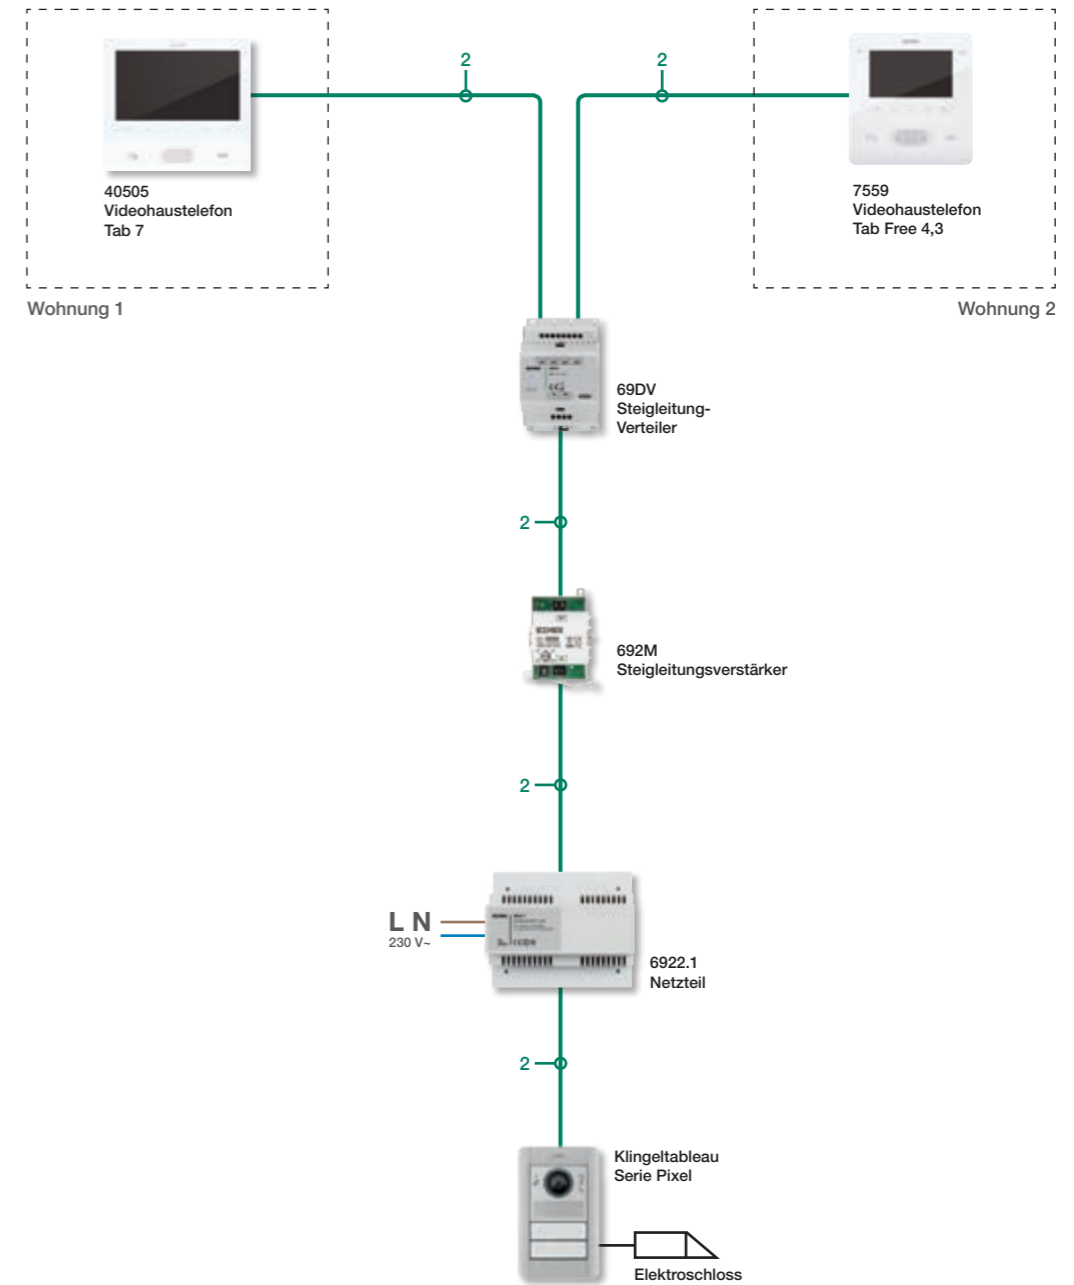 2
2
40505
Videohaustelefon
Tab 7
7559
Videohaustelefon
Tab Free 4,3
Wohnung 1
Wohnung 2
69DV
Steigleitung-
Verteiler
2
692M
Steigleitungsverstärker
2
L N
230 V~
6922.1
Netzteil
2
Klingeltableau
Serie Pixel
Elektroschloss